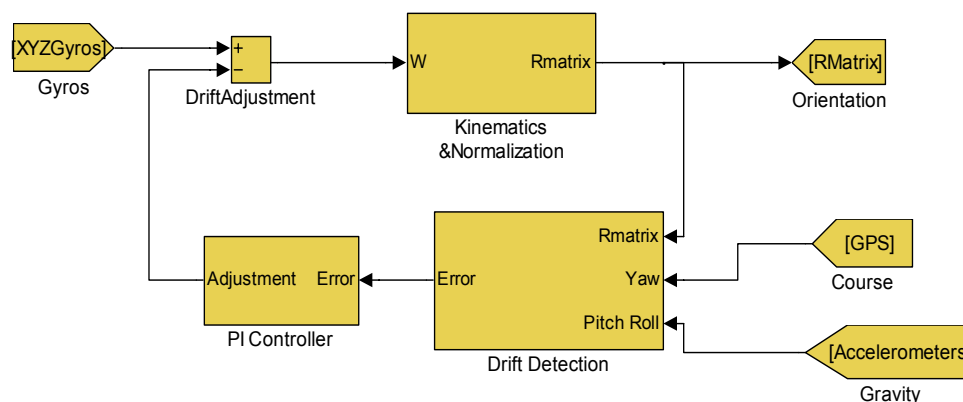 [XYZGyros]
Gyros
+
−
DriftAdjustment
W
Rmatrix
Kinematics
&Normalization
[RMatrix]
Orientation
Rmatrix
Yaw
Pitch Roll
Error
Drift Detection
[GPS]
Course
[Accelerometers
Gravity
Adjustment
Error
PI Controller